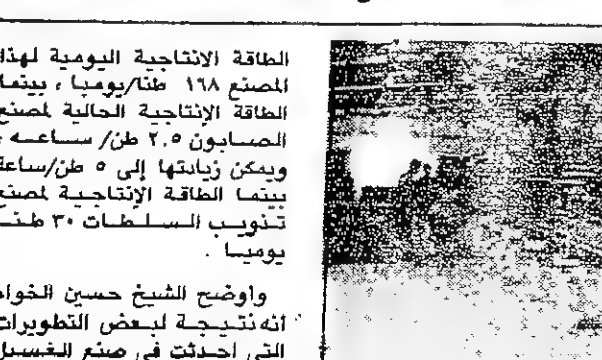 الطاقة الانتاجية اليومية لهذا
المصنع ١٦٨ طنا/يوميا ، بينما
الطاقة الإنتاجية الحالية لمصنع
الصابون ٢.٥ طن/ ساعه ،
ويمكن زيادتها إلى ٥ طن/ساعة
بينما الطاقة الإنتاجية لمصنع
تذويب السلطات ٣٠ طنا
يوميا .
واوضح الشيخ حسين الخواجا
انه نتيجة لبعض التطويرات
التي احدثت في صنع الغسيل